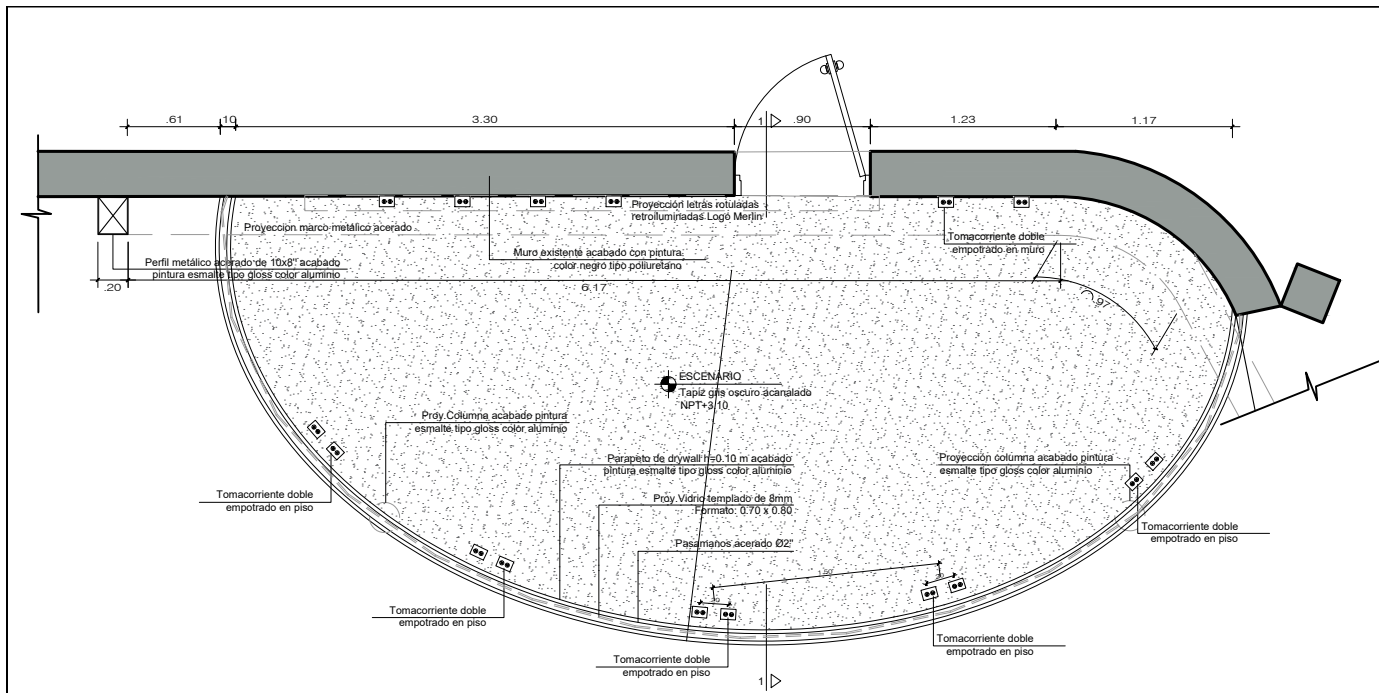 .61
.10
3.30
1
.90
1.23
1.17
Proyección letras rotuladas
retroiluminadas Logo Merlin
Proyeccion marco metálico acerado
Muro existente acabado con pintura
color negro tipo poliuretano
Tomacorriente doble
empotrado en muro
Perfil metálico acerado de 10x8" acabado
pintura esmalte tipo gloss color aluminio
.20
6.17
.97
ESCENARIO
Tapiz gris oscuro acanalado
NPT+3.10
Proy.Columna acabado pintura
esmalte tipo gloss color aluminio
Parapeto de drywall h=0.10 m acabado
pintura esmalte tipo gloss color aluminio
Proyección columna acabado pintura
esmalte tipo gloss color aluminio
Tomacorriente doble
empotrado en piso
Proy.Vidrio templado de 8mm
Formato: 0.70 x 0.80
Tomacorriente doble
empotrado en piso
Pasamanos acerado Ø2"
Tomacorriente doble
empotrado en piso
Tomacorriente doble
empotrado en piso
Tomacorriente doble
empotrado en piso
1